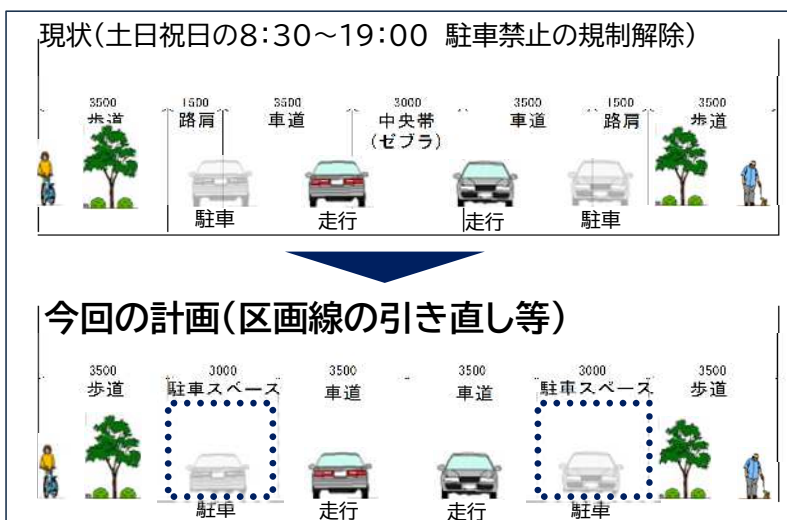 現状(土日祝日の8:30～19:00 駐車禁止の規制解除)
3500 1500 3500 3000 3500 1500 3500
歩道 路肩 車道 中央帯 車道 路肩 歩道
(ゼブラ)
駐車 走行 走行 駐車
今回の計画(区画線の引き直し等)
3500 3000 3500 3500 3000 3500
歩道 駐車スペース 車道 車道 駐車スペース 歩道
駐車 走行 走行 駐車